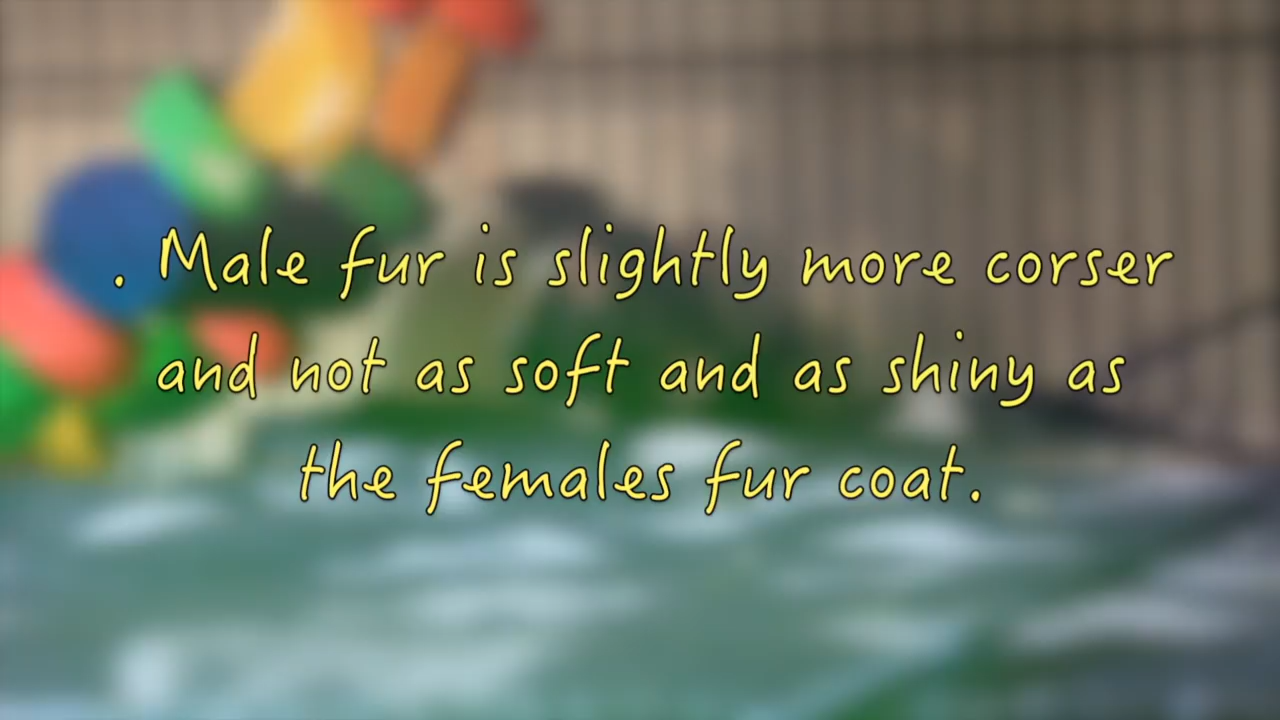 . Male fur is slightly more corser
and not as soft and as shiny as
the females fur coat.